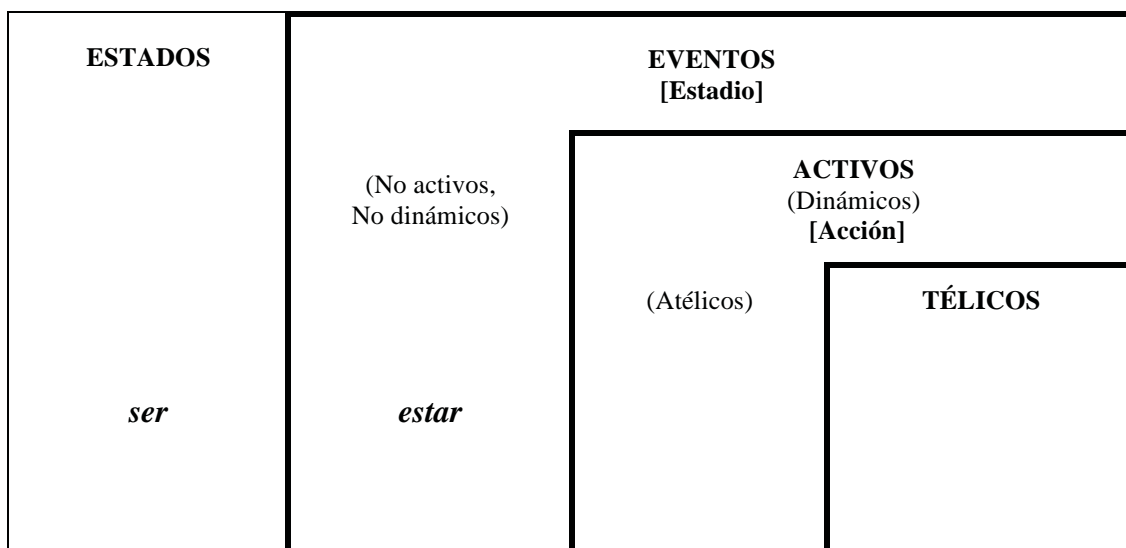 ESTADOS
EVENTOS
[Estadio]
(No activos,
No dinámicos)
ACTIVOS
(Dinámicos)
[Acción]
(Atélicos)
TÉLICOS
ser
estar